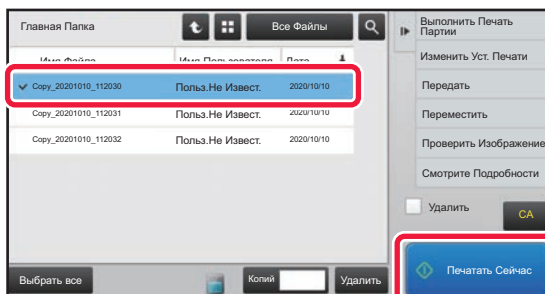 Главная Папка
Все Файлы
Имя Файла
Имя Пользователя
Дата
Copy_20201010_112030
Польз.Не Извест.
2020/10/10
Copy_20201010_112031
Польз.Не Извест.
2020/10/10
Copy_20201010_112032
Польз.Не Извест.
2020/10/10
Выбрать все
Копий
Удалить
Выполнить Печать
Партии
Изменить Уст. Печати
Передать
Переместить
Проверить Изображение
Смотрите Подробности
Удалить
CA
Печатать Сейчас